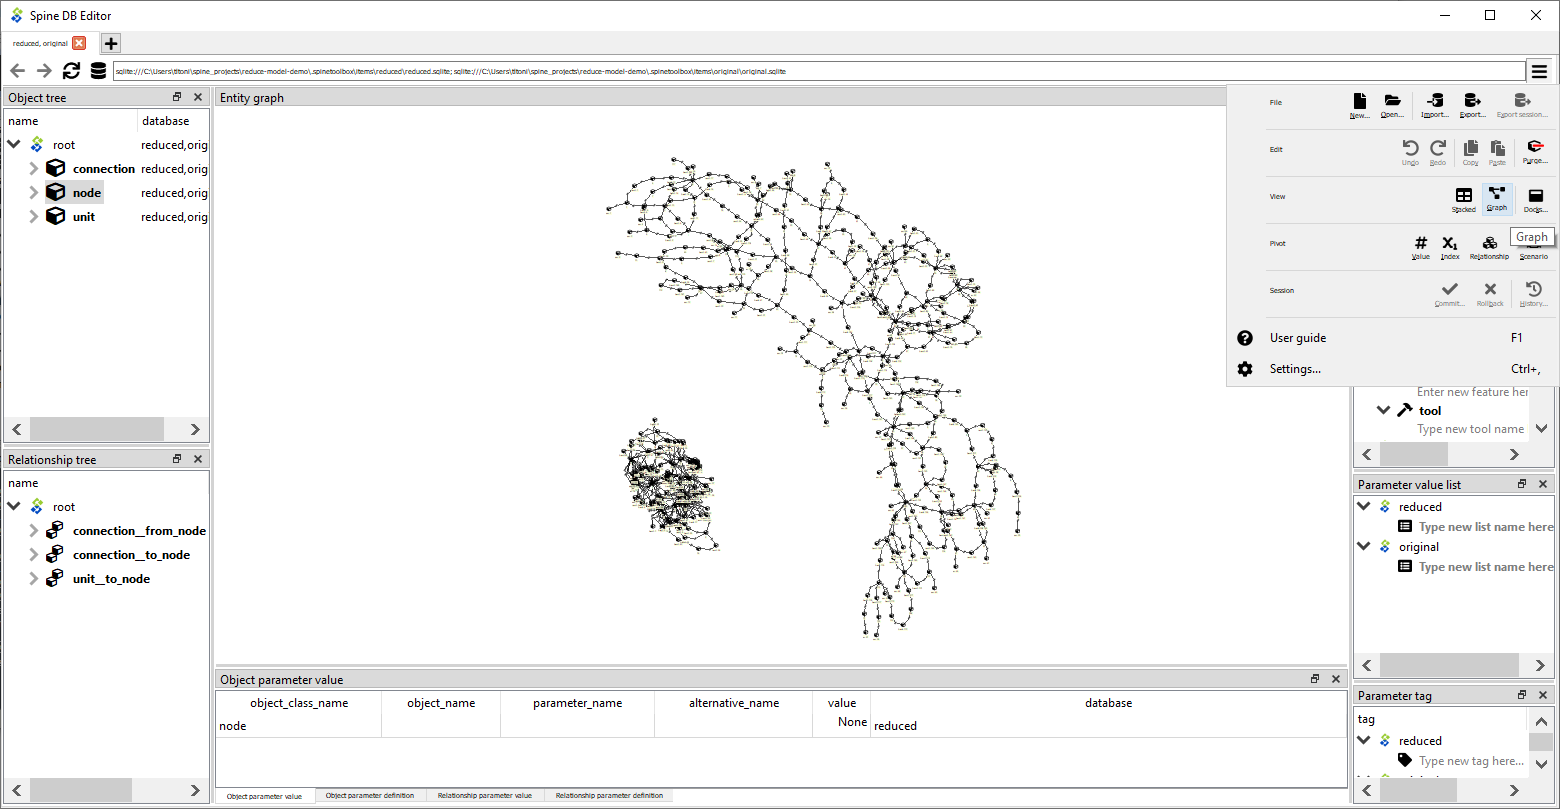 Spine DB Editor
reduced, original
sqlite:///C:\Users\titoni\spine_projects\reduce-model-demo\.spinetoolbox\items\reduced\reduced.sqlite; sqlite:///C:\Users\titoni\spine_projects\reduce-model-demo\.spinetoolbox\items\original\original.sqlite
Object tree
name database
root reduced,orig
connection reduced,orig
node reduced,orig
unit reduced,orig
Relationship tree
name
root
connection__from_node
connection__to_node
unit__to_node
Entity graph
Object parameter value
object_class_name object_name parameter_name alternative_name value database
node None reduced
Object parameter value Object parameter definition Relationship parameter value Relationship parameter definition
File New... Open... Import... Export... Export session...
Edit Undo Redo Copy Paste Purge...
View Stacked Graph Docks...
Graph
Pivot Value Index Relationship Scenario
Session Commit... Rollback History...
User guide F1
Settings... Ctrl+,
Enter new feature her
tool
Type new tool name
Parameter value list
reduced
Type new list name here
original
Type new list name here
Parameter tag
tag
reduced
Type new tag here...